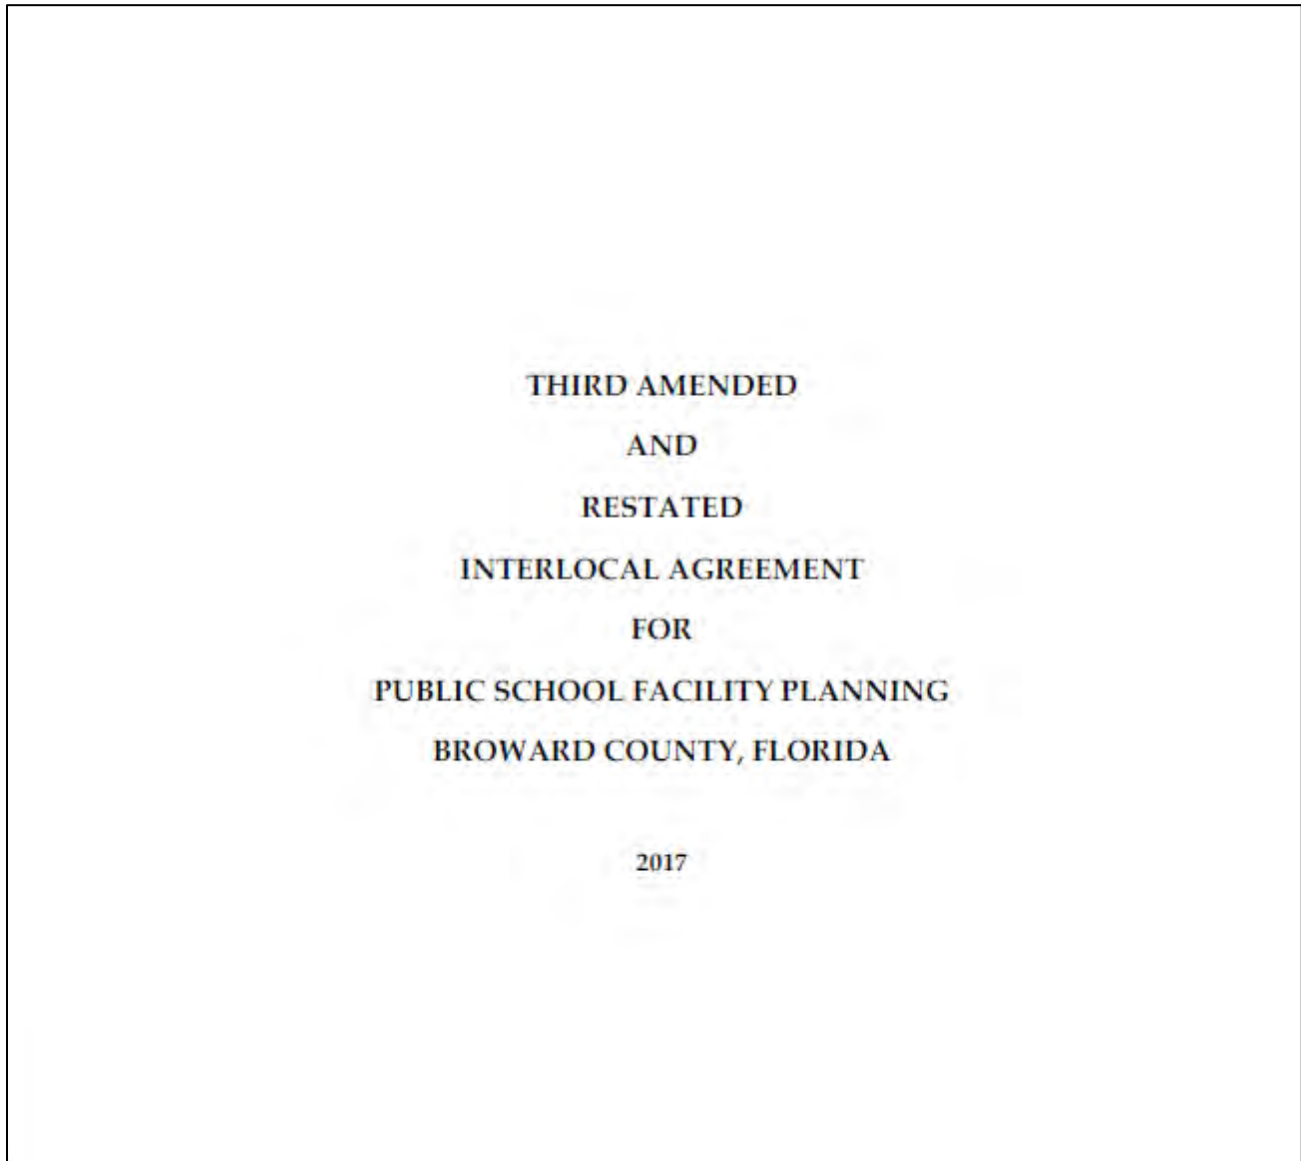 THIRD AMENDED
AND
RESTATED
INTERLOCAL AGREEMENT
FOR
PUBLIC SCHOOL FACILITY PLANNING
BROWARD COUNTY, FLORIDA
2017